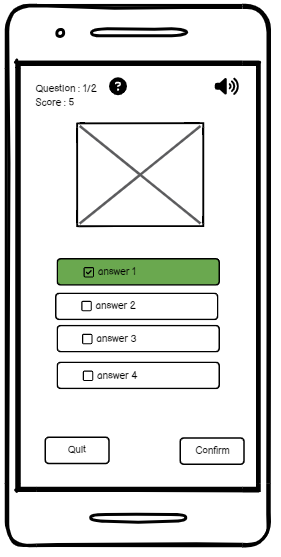 Question : 1/2 ?
Score : 5
answer 1
answer 2
answer 3
answer 4
Quit Confirm